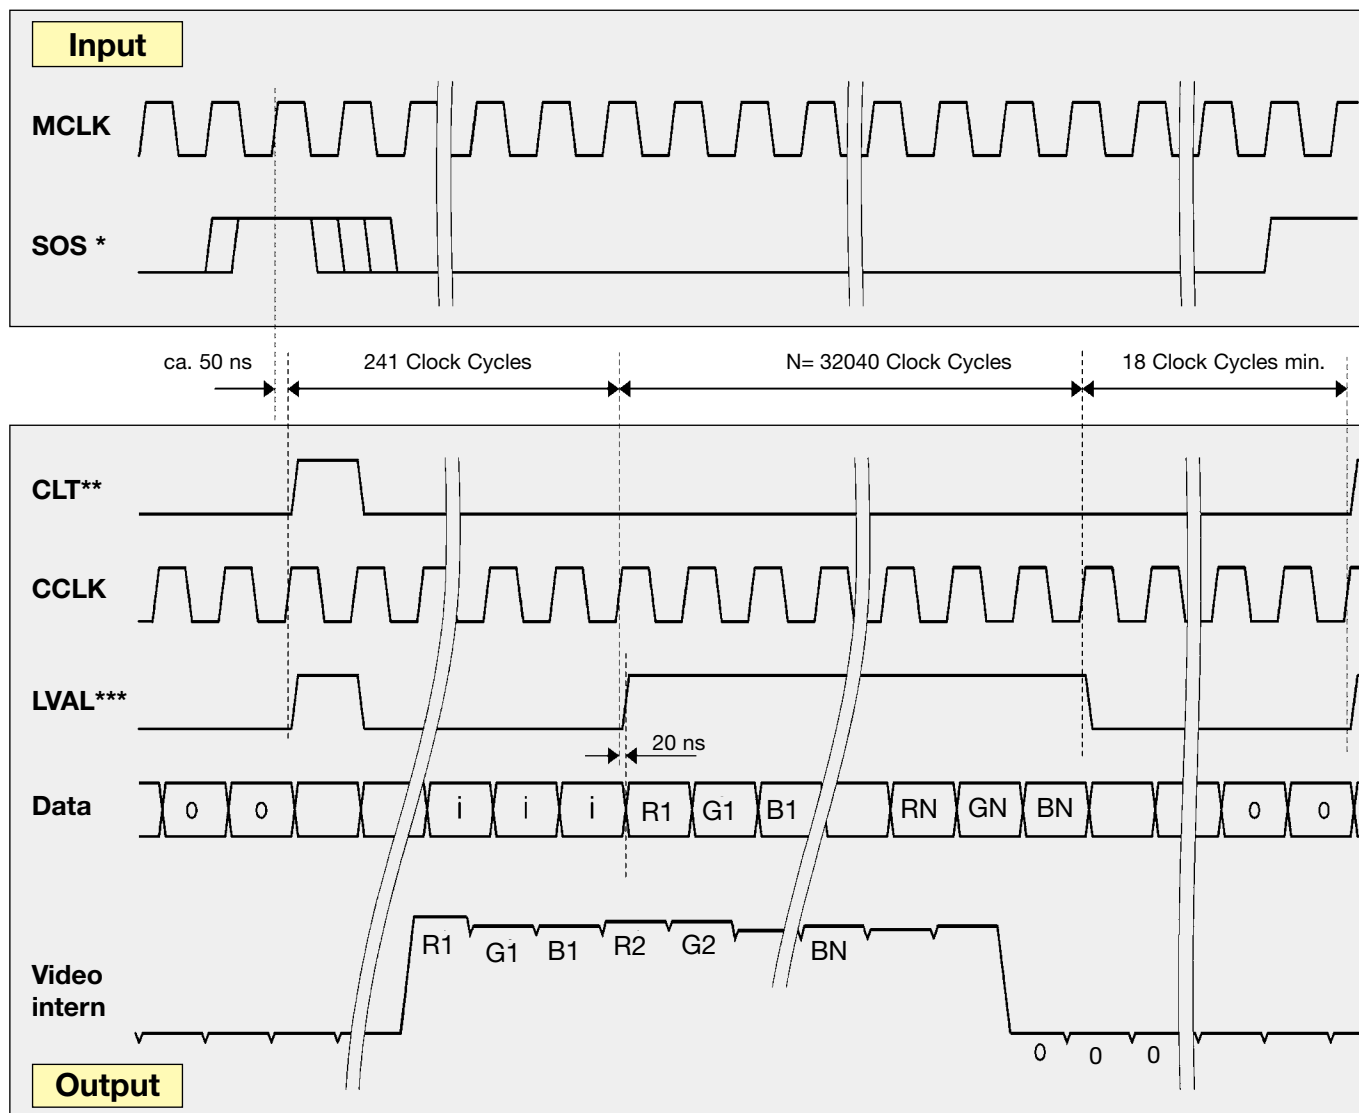 Input
MCLK
SOS *
ca. 50 ns
241 Clock Cycles
N= 32040 Clock Cycles
18 Clock Cycles min.
CLT**
CCLK
LVAL***
20 ns
Data
0 0 i i i R1 G1 B1 RN GN BN 0 0
R1 G1 B1 R2 G2 BN
Video
intern
0 0 0
Output